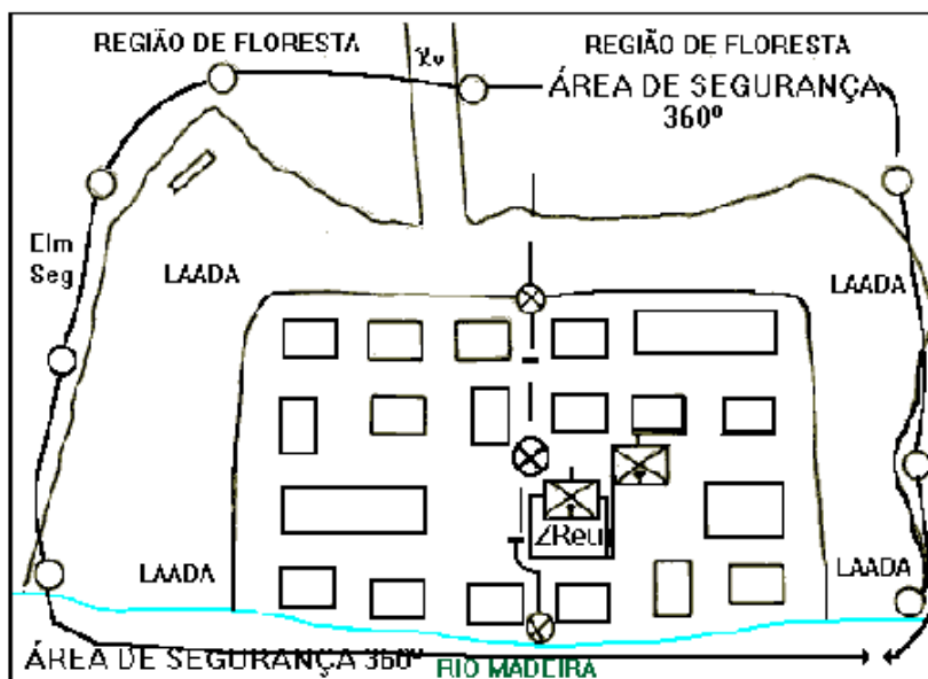 REGIÃO DE FLORESTA
REGIÃO DE FLORESTA
ÁREA DE SEGURANÇA
360º
Elm
Seg
LAADA
LAADA
ZReu
LAADA
LAADA
ÁREA DE SEGURANÇA 360º
RIO MADEIRA